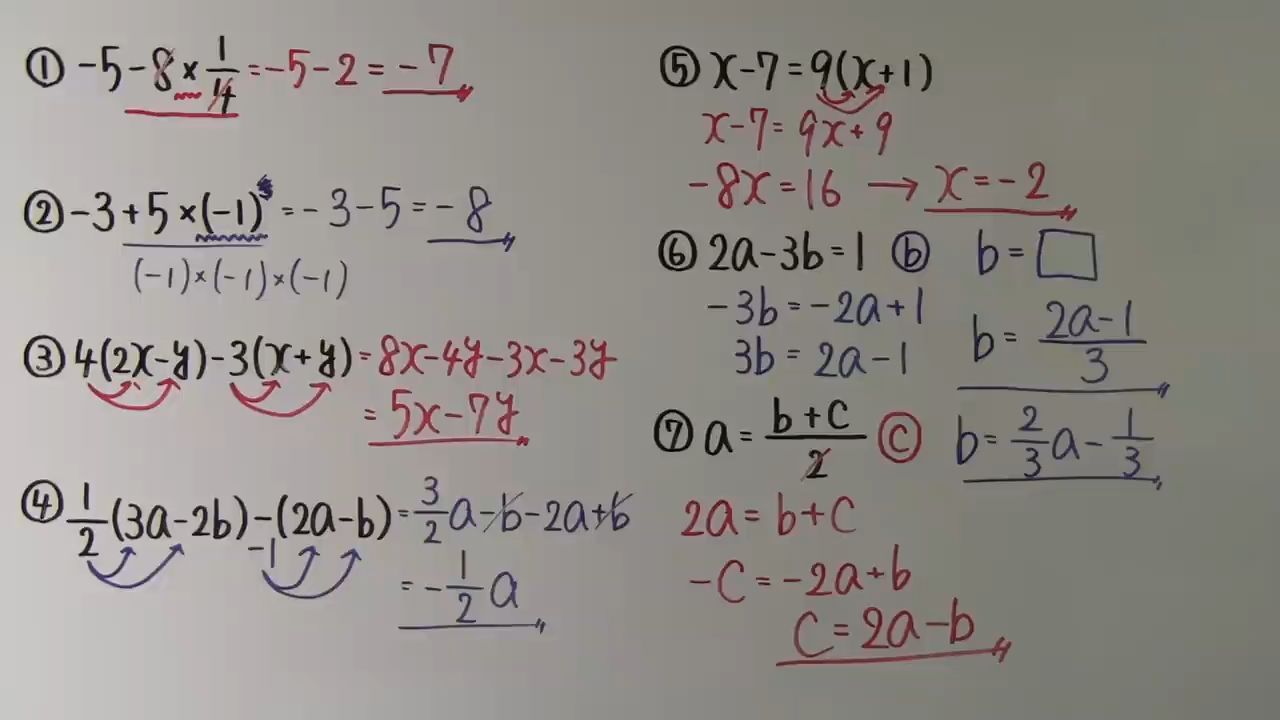 ① -5-8×1/4=-5-2=-7
② -3+5×(-1)³=-3-5=-8
(-1)×(-1)×(-1)
③ 4(2x-y)-3(x+y)=8x-4y-3x-3y
=5x-7y
④ 1/2(3a-2b)-(2a-b)=3/2a-b-2a+b
-1
=-1/2a
⑤ x-7=9(x+1)
x-7=9x+9
-8x=16→x=-2
⑥ 2a-3b=1 ⓑ b=□
-3b=-2a+1
3b=2a-1
b=(2a-1)/3
b=2/3a-1/3
⑦ a=(b+c)/2 ⓒ
2a=b+c
-c=-2a+b
c=2a-b